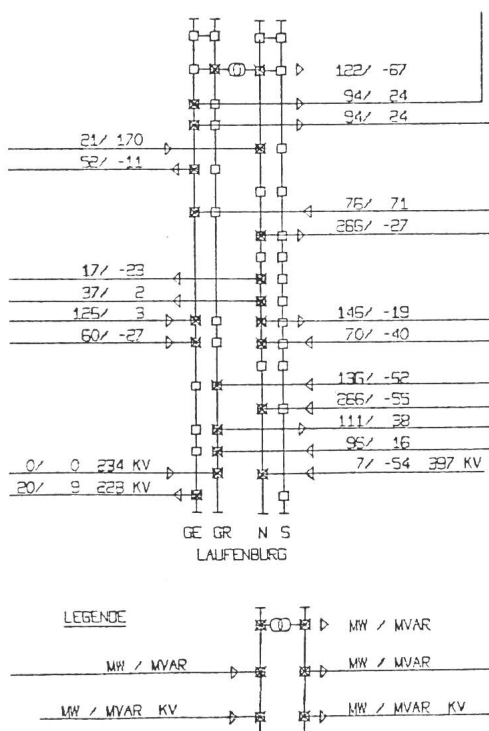 122/ -67
94/ 24
94/ 24
21/ 170
52/ -11
76/ 71
266/ -27
17/ -23
37/ 2
125/ 3
146/ -19
60/ -27
70/ -40
136/ -52
266/ -55
111/ 38
95/ 16
0/ 0 234 KV
7/ -54 397 KV
20/ 9 223 KV
GE GR N S
LAUFENBURG
LEGENDE
MW / MVAR
MW / MVAR
MW / MVAR
MW / MVAR KV
MW / MVAR KV